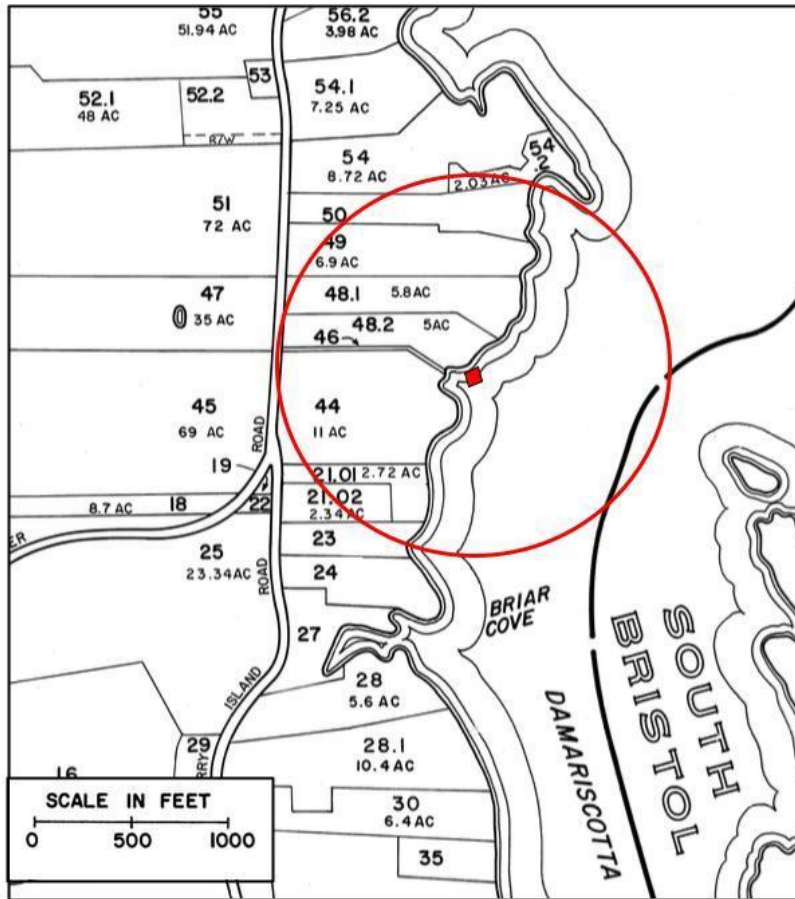 55
51.94 AC
56.2
3.98 AC
53
52.1
48 AC
52.2
R/W
54.1
7.25 AC
54
8.72 AC
54
.2
2.03 AC
51
72 AC
50
49
6.9 AC
47
35 AC
48.1
5.8 AC
48.2
5 AC
46
45
69 AC
44
11 AC
ROAD
19
21.01
2.72 AC
8.7 AC
18
22
21.02
2.34 AC
23
25
23.34 AC
ROAD
24
BRIAR
COVE
27
28
5.6 AC
ISLAND
29
28.1
10.4 AC
SOUTH
BRISTOL
DAMARISCOTTA
SCALE IN FEET
0 500 1000
30
6.4 AC
35